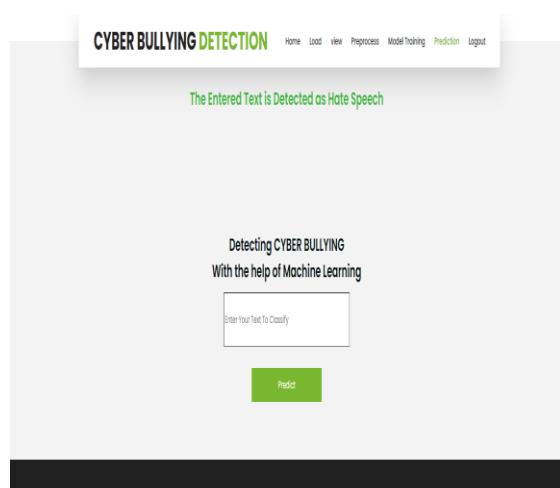 CYBER BULLYING DETECTION Home Load view Preprocess Model Training Prediction Logout
The Entered Text is Detected as Hate Speech
Detecting CYBER BULLYING
With the help of Machine Learning
Enter Your Text To Classify
Predict